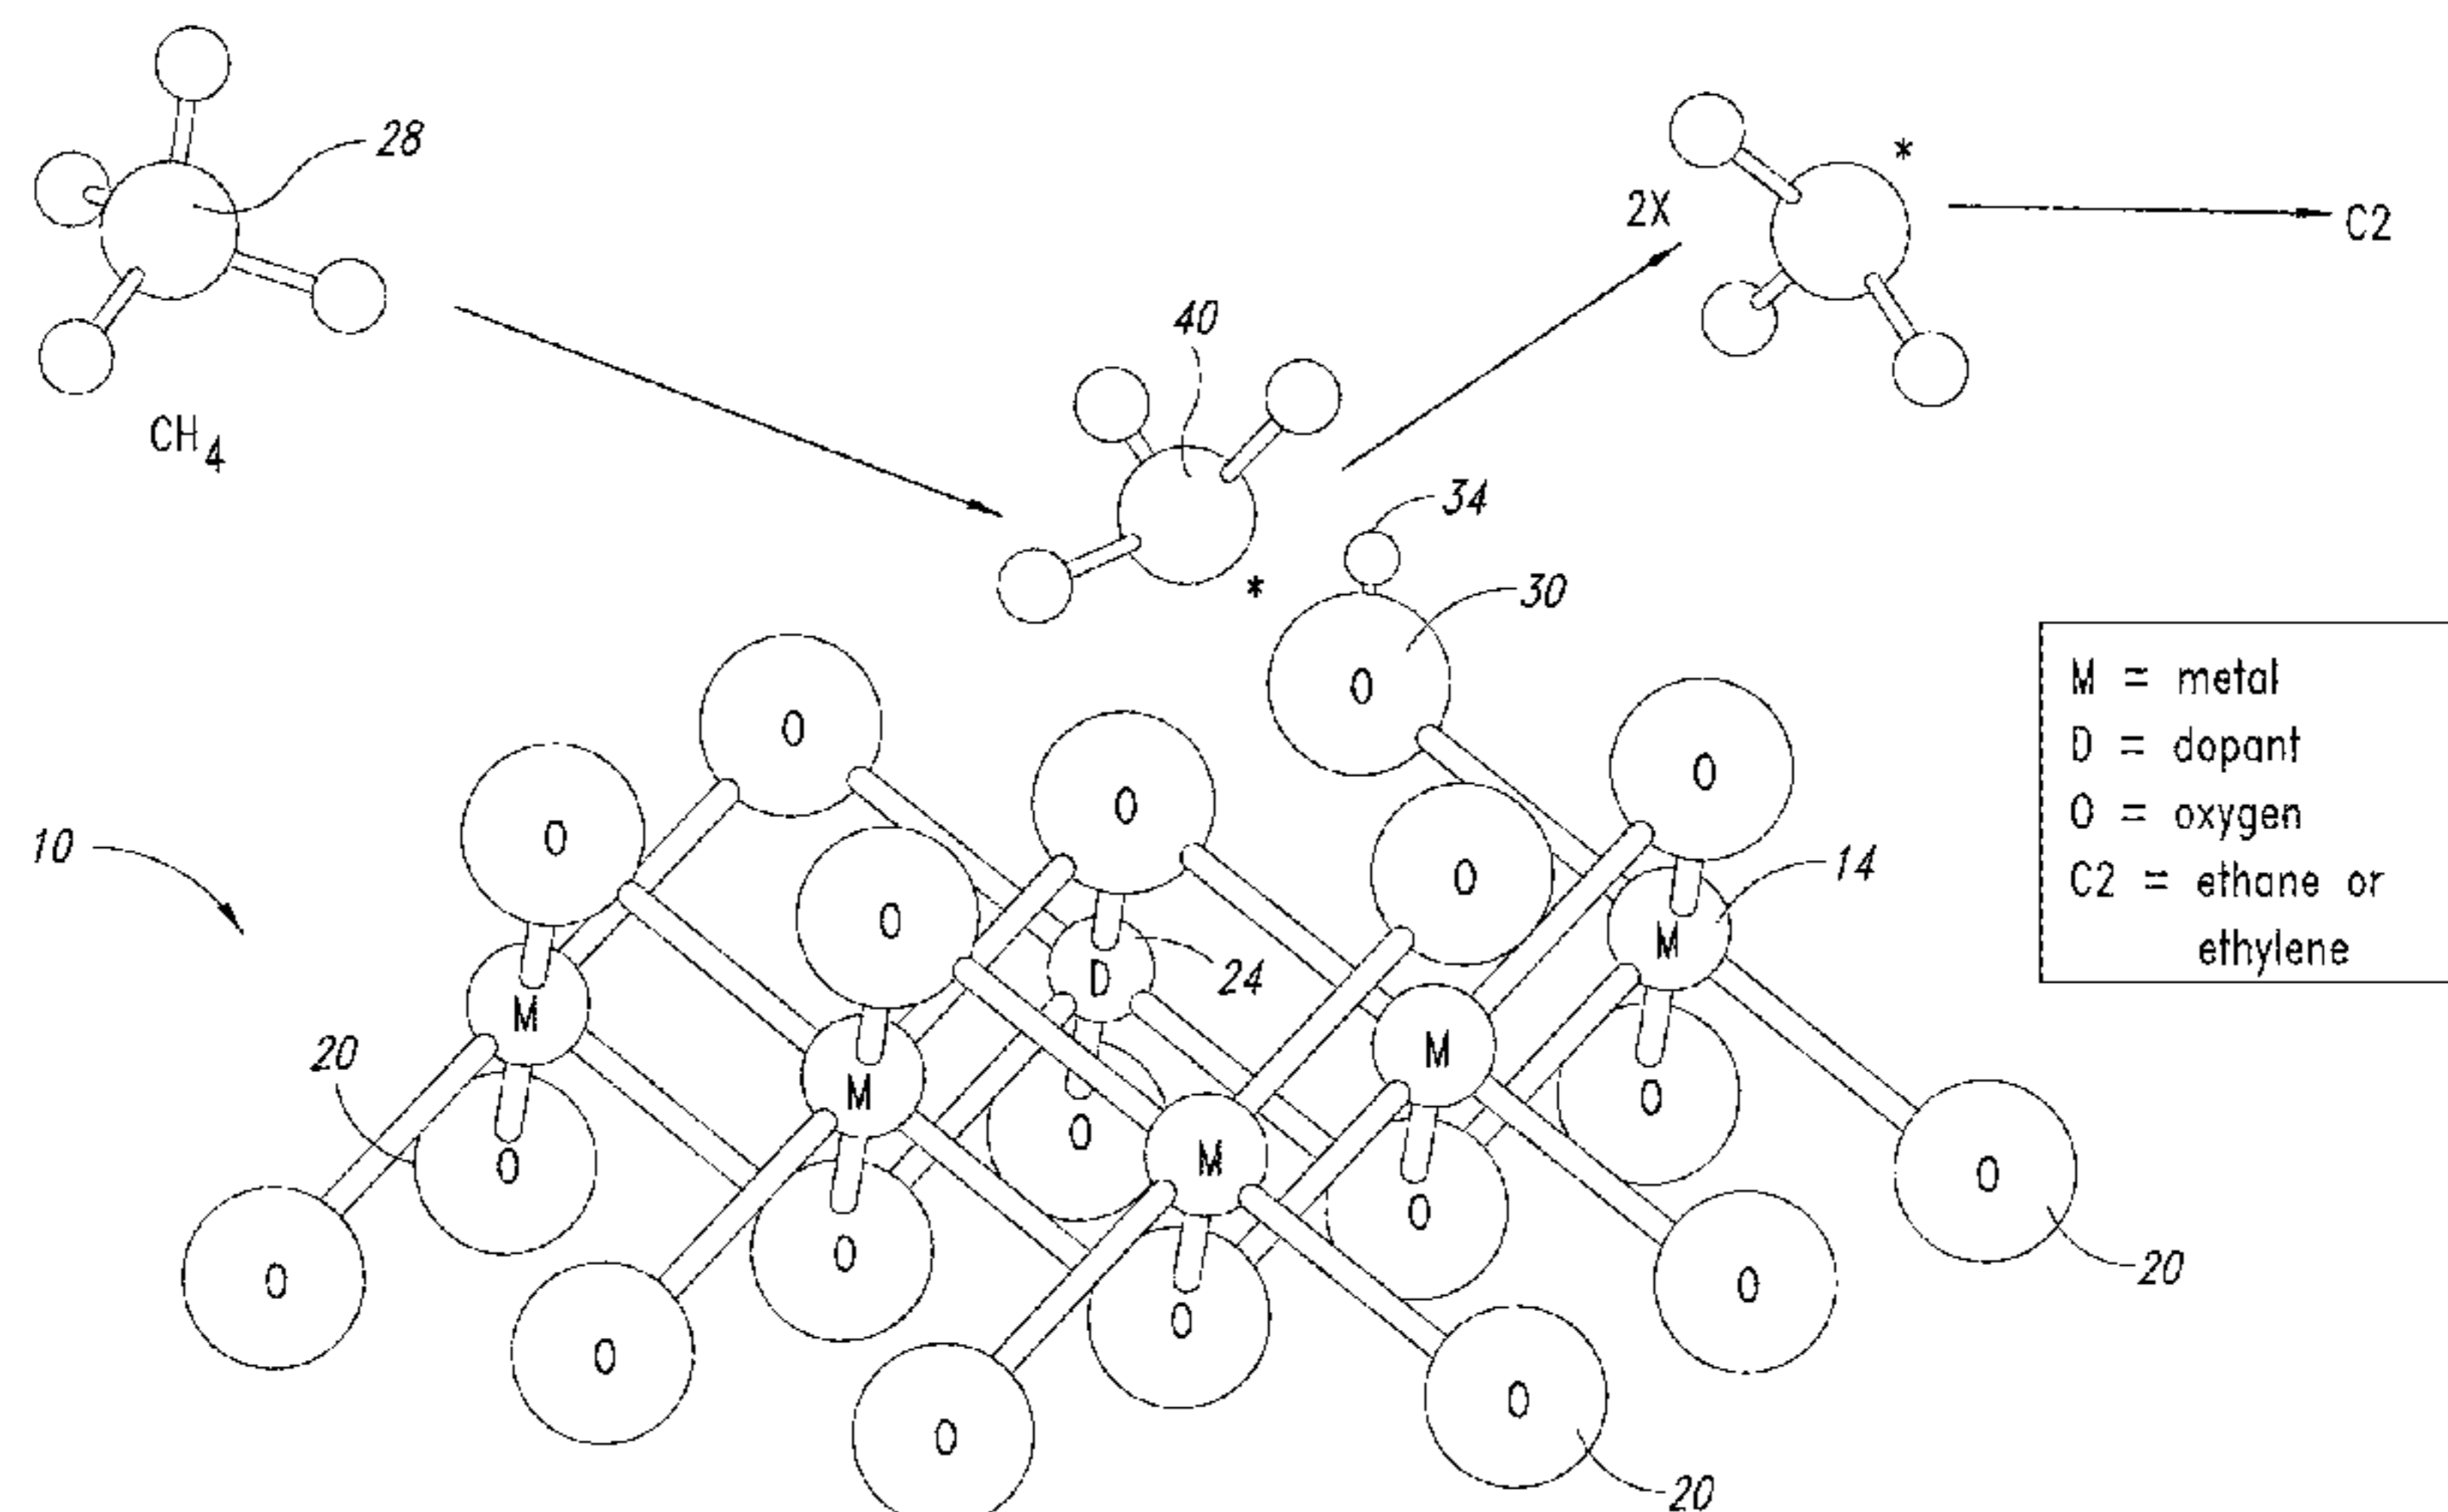 28
*
2X
C2
CH4
40
34
*
30
M = metal
D = dopant
O = oxygen
C2 = ethane or
ethylene
O
O
O
O
O
O
O
10
14
M
D
24
M
M
M
M
20
O
O
O
O
O
O
O
O
O
O
O
O
O
20
20